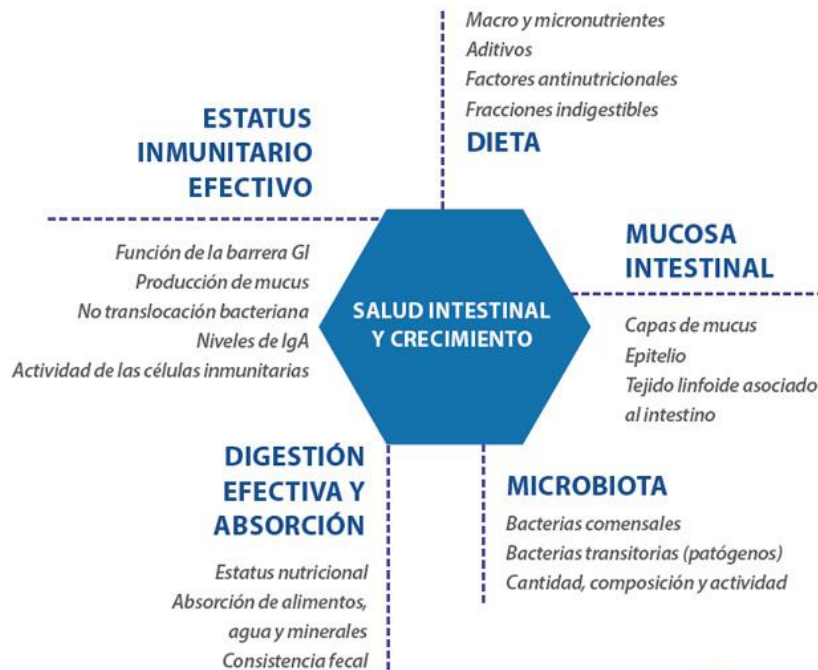 Macro y micronutrientes
Aditivos
Factores antinutricionales
Fracciones indigestibles
DIETA
ESTATUS
INMUNITARIO
EFECTIVO
Función de la barrera GI
Producción de mucus
No translocación bacteriana
Niveles de IgA
Actividad de las células inmunitarias
SALUD INTESTINAL
Y CRECIMIENTO
MUCOSA
INTESTINAL
Capas de mucus
Epitelio
Tejido linfoide asociado
al intestino
DIGESTIÓN
EFECTIVA Y
ABSORCIÓN
Estatus nutricional
Absorción de alimentos,
agua y minerales
Consistencia fecal
MICROBIOTA
Bacterias comensales
Bacterias transitorias (patógenos)
Cantidad, composición y actividad